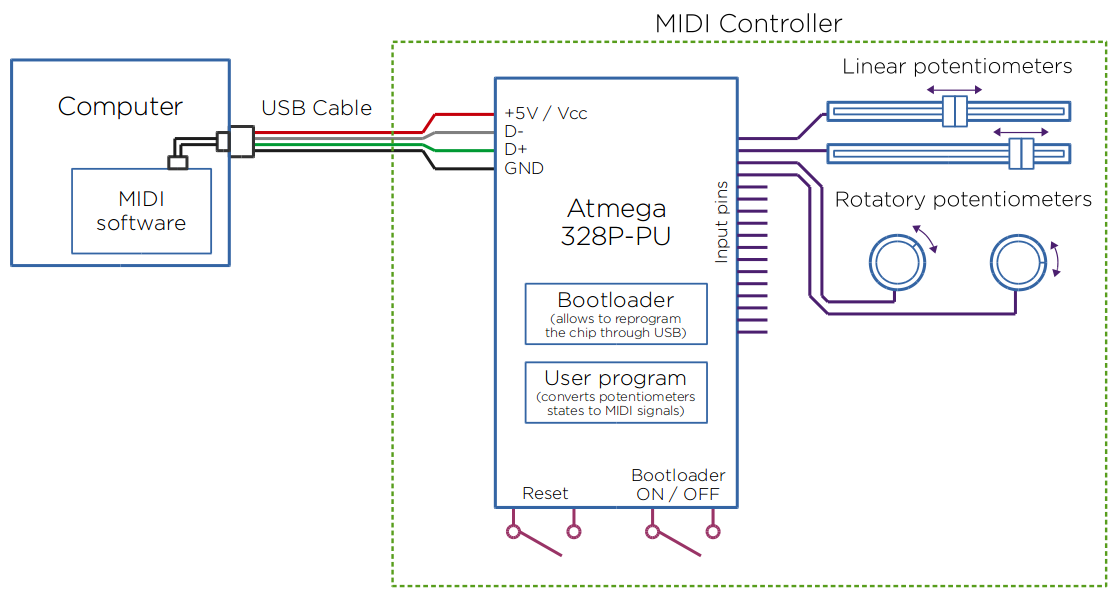 MIDI Controller
Computer
USB Cable
MIDI
software
+5V / Vcc
D-
D+
GND
Atmega
328P-PU
Input pins
Bootloader
(allows to reprogram
the chip through USB)
User program
(converts potentiometers
states to MIDI signals)
Reset
Bootloader
ON / OFF
Linear potentiometers
Rotatory potentiometers